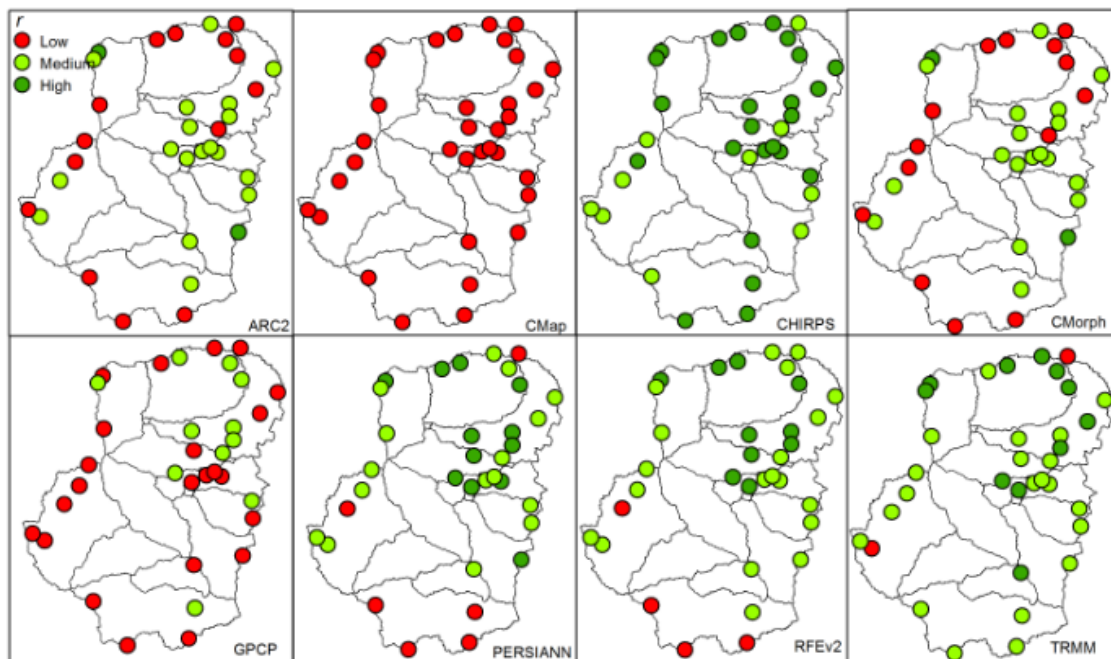 r
Low
Medium
High
ARC2
CMap
CHIRPS
CMorph
GPCP
PERSIANN
RFEv2
TRMM